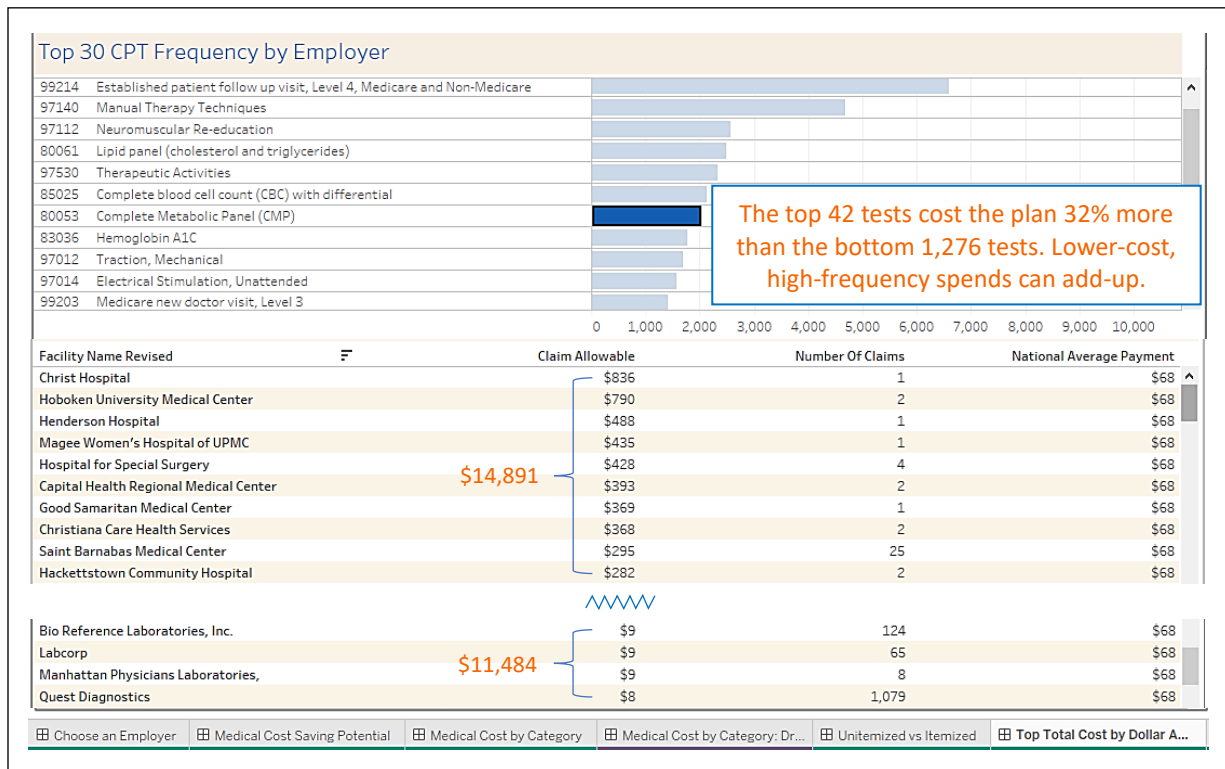 Top 30 CPT Frequency by Employer
99214 Established patient follow up visit, Level 4, Medicare and Non-Medicare
97140 Manual Therapy Techniques
97112 Neuromuscular Re-education
80061 Lipid panel (cholesterol and triglycerides)
97530 Therapeutic Activities
85025 Complete blood cell count (CBC) with differential
80053 Complete Metabolic Panel (CMP)
83036 Hemoglobin A1C
97012 Traction, Mechanical
97014 Electrical Stimulation, Unattended
99203 Medicare new doctor visit, Level 3
The top 42 tests cost the plan 32% more
than the bottom 1,276 tests. Lower-cost,
high-frequency spends can add-up.
0 1,000 2,000 3,000 4,000 5,000 6,000 7,000 8,000 9,000 10,000
Facility Name Revised Claim Allowable Number Of Claims National Average Payment
Christ Hospital $836 1 $68
Hoboken University Medical Center $790 2 $68
Henderson Hospital $488 1 $68
Magee Women's Hospital of UPMC $435 1 $68
Hospital for Special Surgery $428 4 $68
$14,891
Capital Health Regional Medical Center $393 2 $68
Good Samaritan Medical Center $369 1 $68
Christiana Care Health Services $368 2 $68
Saint Barnabas Medical Center $295 25 $68
Hackettstown Community Hospital $282 2 $68
Bio Reference Laboratories, Inc. $9 124 $68
Labcorp $9 65 $68
$11,484
Manhattan Physicians Laboratories, $9 8 $68
Quest Diagnostics $8 1,079 $68
Choose an Employer Medical Cost Saving Potential Medical Cost by Category Medical Cost by Category: Dr... Unitemized vs Itemized Top Total Cost by Dollar A...